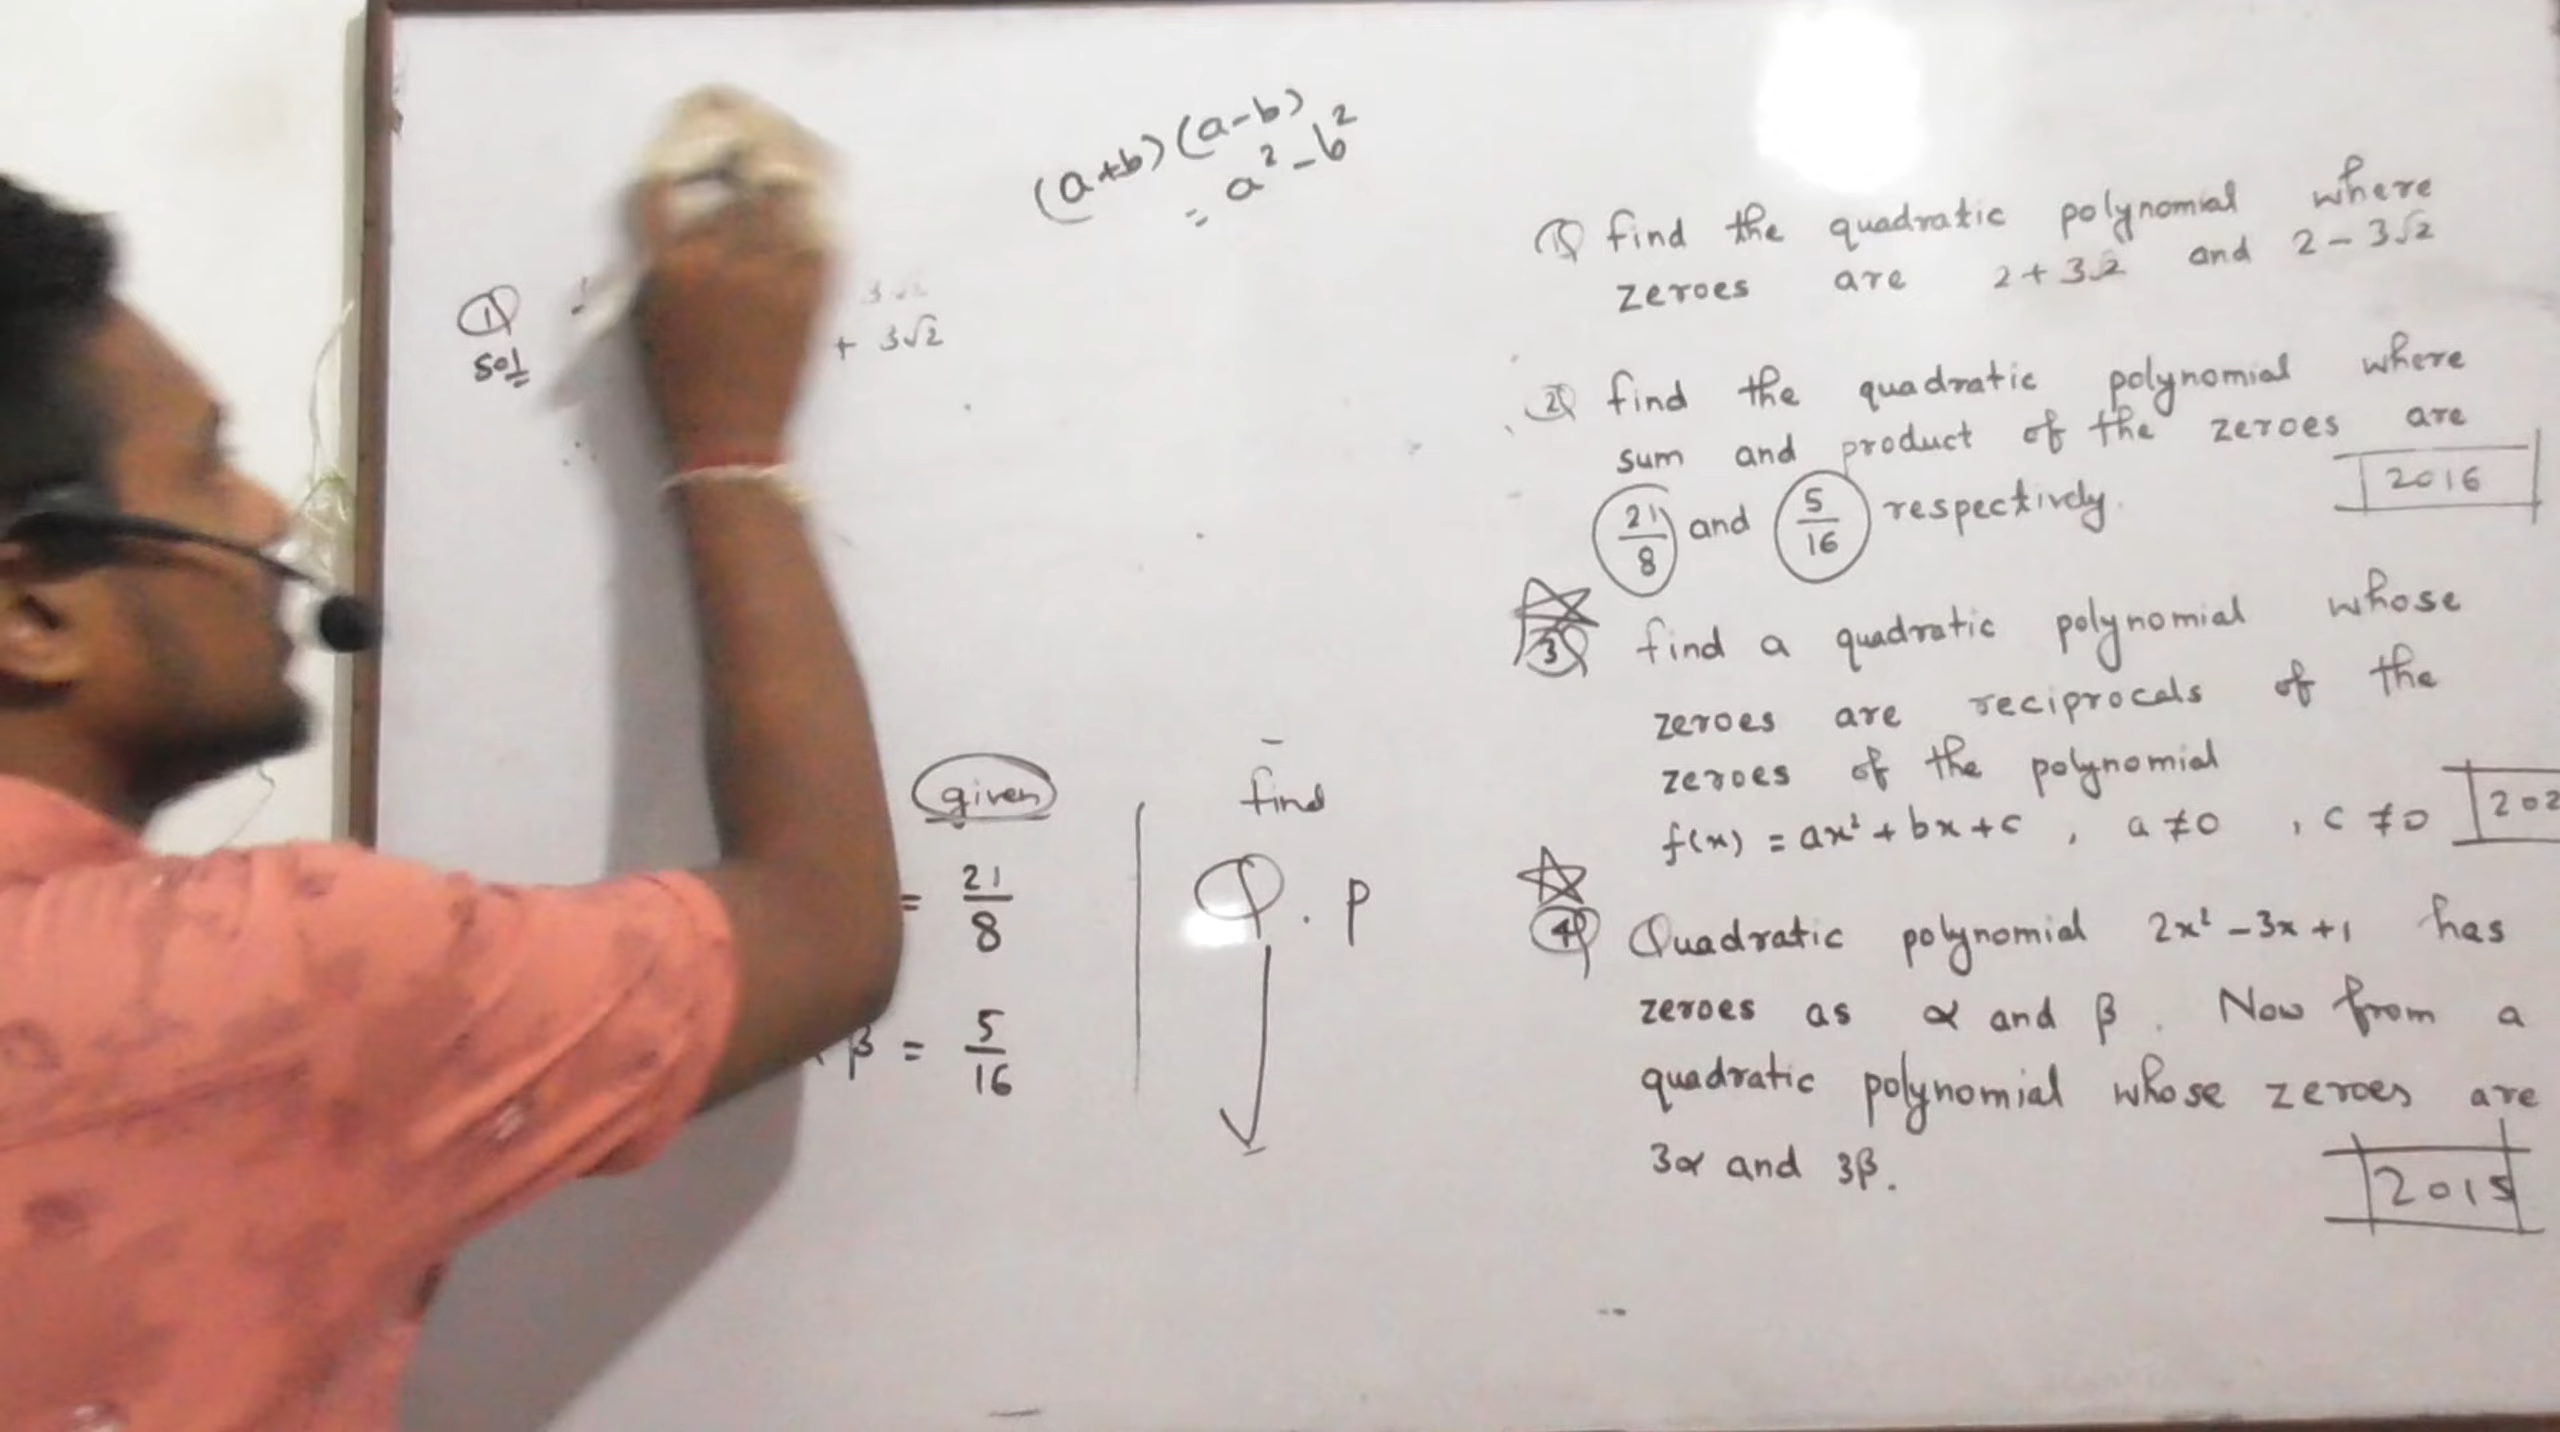 (a+b)(a-b)
= a² - b²
①
Sol
3√2
+ 3√2
given
find
= 21/8
Q.P
β = 5/16
① find the quadratic polynomial where
zeroes are 2+3√2 and 2-3√2
② find the quadratic polynomial where
sum and product of the zeroes are
21/8 and 5/16 respectively.
2016
③ find a quadratic polynomial whose
zeroes are reciprocals of the
zeroes of the polynomial
f(x) = ax²+bx+c, a≠0, c≠0
202
④ Quadratic polynomial 2x²-3x+1 has
zeroes as α and β. Now from a
quadratic polynomial whose zeroes are
3α and 3β.
2015